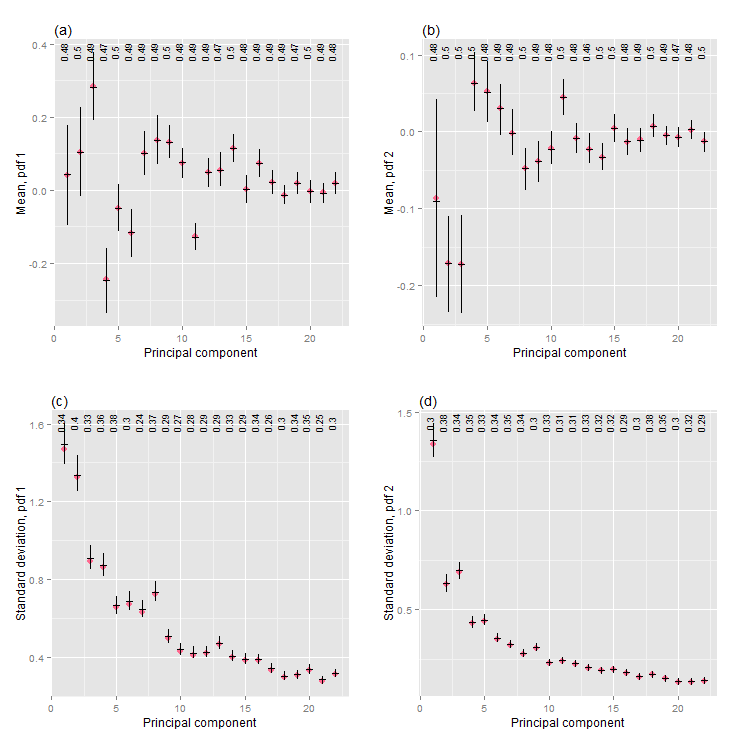 (a)
0.48 0.5 0.49 0.47 0.5 0.49 0.49 0.49 0.5 0.48 0.49 0.49 0.47 0.5 0.49 0.48 0.49 0.49 0.47 0.5 0.49 0.48
0.4
0.2
0.0
-0.2
Mean, pdf 1
0 5 10 15 20
Principal component
(b)
0.48 0.5 0.5 0.5 0.48 0.49 0.49 0.5 0.48 0.49 0.5 0.48 0.46 0.5 0.5 0.48 0.49 0.5 0.49 0.47 0.48 0.5
0.1
0.0
-0.1
-0.2
Mean, pdf 2
0 5 10 15 20
Principal component
(c)
0.34 0.4 0.33 0.36 0.38 0.3 0.24 0.37 0.29 0.27 0.28 0.29 0.29 0.33 0.29 0.34 0.26 0.3 0.34 0.35 0.25 0.3
1.6
1.2
0.8
0.4
Standard deviation, pdf 1
0 5 10 15 20
Principal component
(d)
0.3 0.38 0.34 0.35 0.33 0.34 0.35 0.34 0.3 0.33 0.31 0.31 0.33 0.32 0.32 0.29 0.3 0.38 0.35 0.3 0.32 0.29
1.5
1.0
0.5
Standard deviation, pdf 2
0 5 10 15 20
Principal component